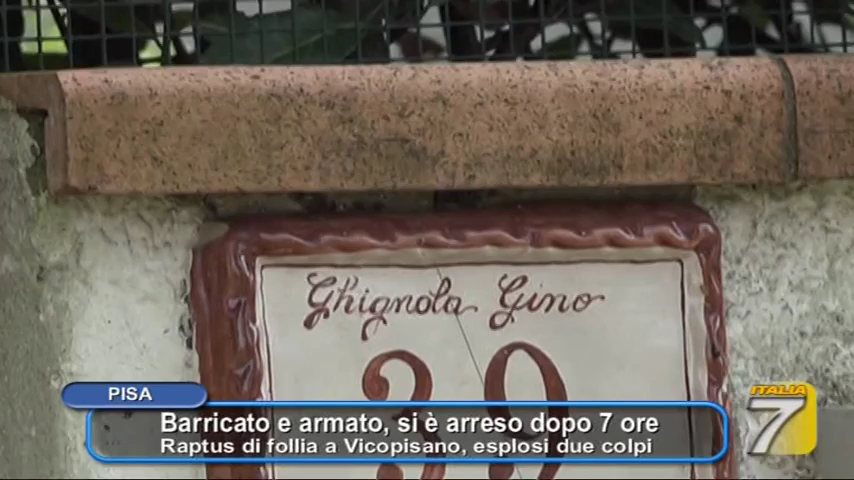 Ghignola Gino
39
PISA
Barricato e armato, si è arreso dopo 7 ore
Raptus di follia a Vicopisano, esplosi due colpi
ITALIA
7